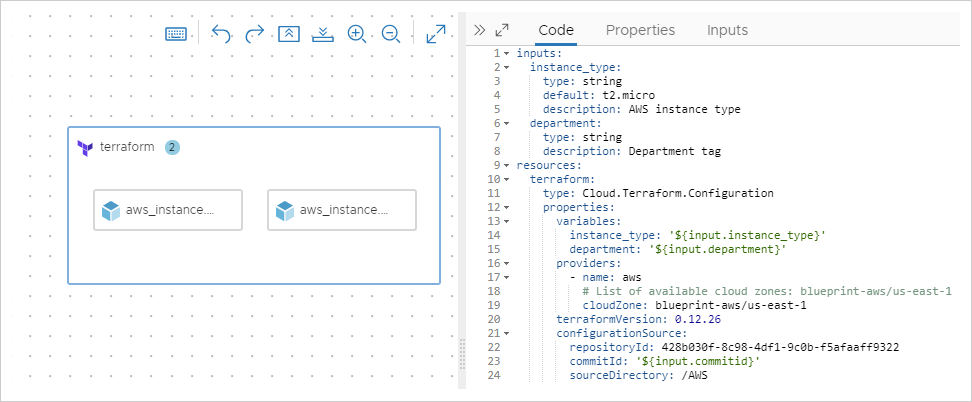 Code Properties Inputs
terraform 2
aws_instance.... aws_instance....
1 inputs:
2 instance_type:
3 type: string
4 default: t2.micro
5 description: AWS instance type
6 department:
7 type: string
8 description: Department tag
9 resources:
10 terraform:
11 type: Cloud.Terraform.Configuration
12 properties:
13 variables:
14 instance_type: '${input.instance_type}'
15 department: '${input.department}'
16 providers:
17 - name: aws
18 # List of available cloud zones: blueprint-aws/us-east-1
19 cloudZone: blueprint-aws/us-east-1
20 terraformVersion: 0.12.26
21 configurationSource:
22 repositoryId: 428b030f-8c98-4df1-9c0b-f5afaaff9322
23 commitId: '${input.commitid}'
24 sourceDirectory: /AWS